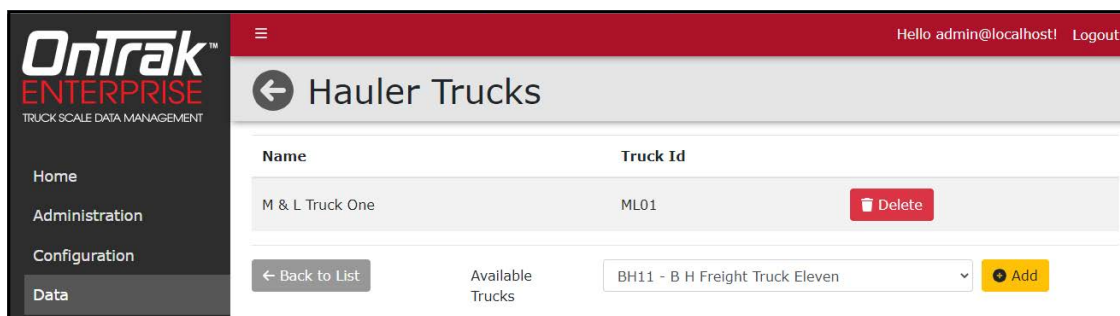 OnTrak™
ENTERPRISE
TRUCK SCALE DATA MANAGEMENT
Home
Administration
Configuration
Data
Hello admin@localhost! Logout
Hauler Trucks
Name Truck Id
M & L Truck One ML01 Delete
Back to List Available Trucks BH11 - B H Freight Truck Eleven Add